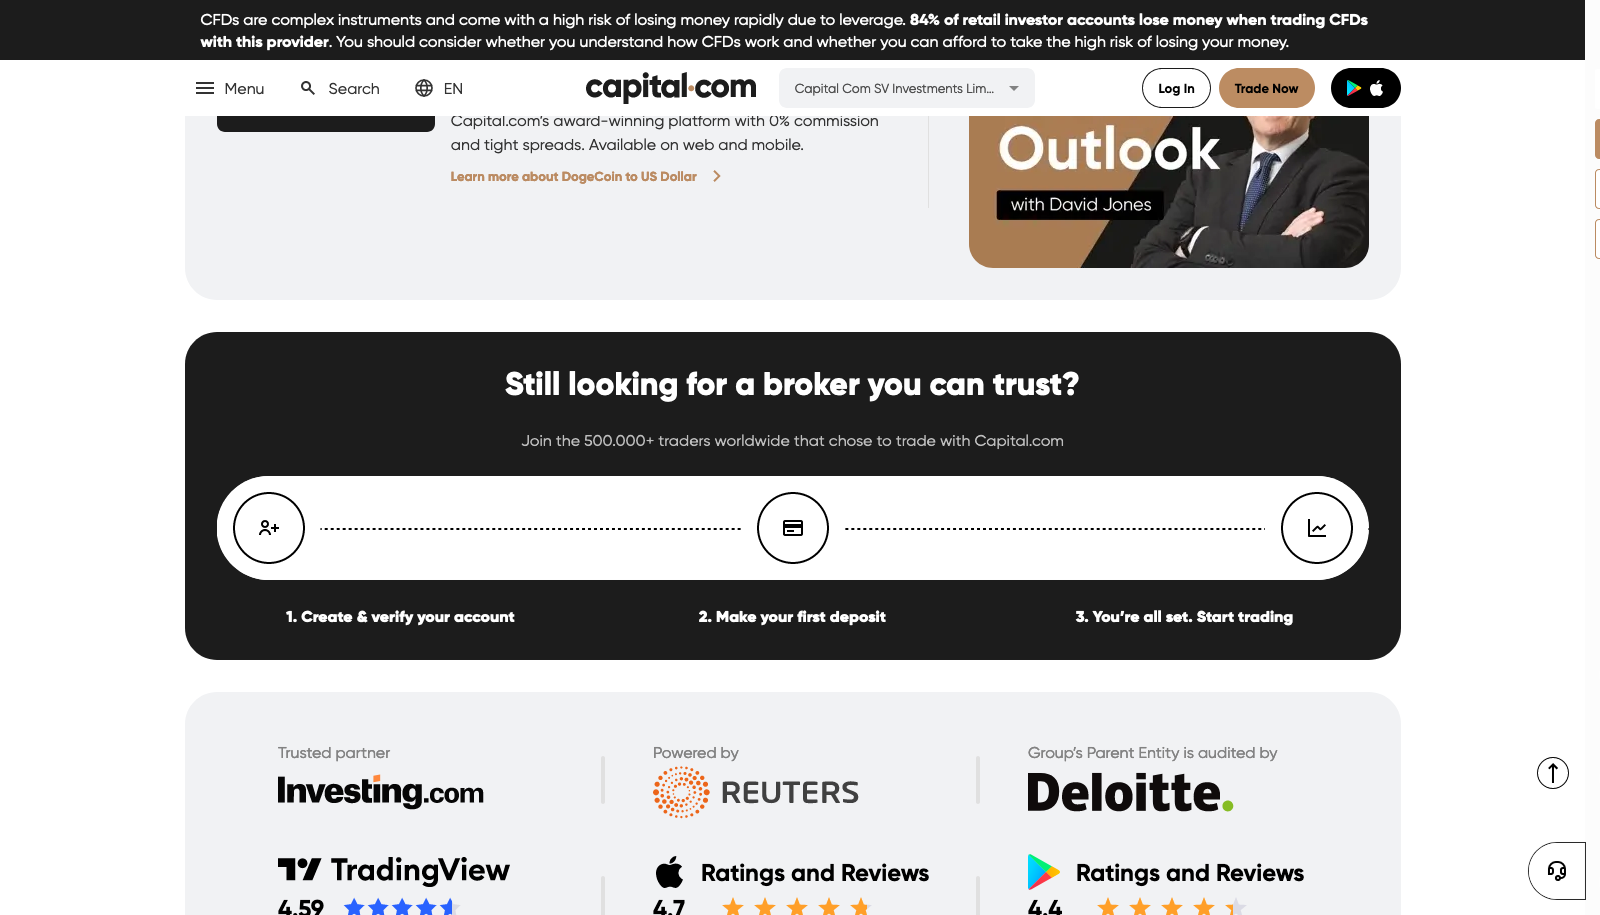 CFDs are complex instruments and come with a high risk of losing money rapidly due to leverage. 84% of retail investor accounts lose money when trading CFDs
with this provider. You should consider whether you understand how CFDs work and whether you can afford to take the high risk of losing your money.
Menu
Search
EN
capital.com
Capital Com SV Investments Lim...
Log In
Trade Now
Capital.com's award-winning platform with 0% commission
and tight spreads. Available on web and mobile.
Learn more about DogeCoin to US Dollar
Outlook
with David Jones
Still looking for a broker you can trust?
Join the 500.000+ traders worldwide that chose to trade with Capital.com
1. Create & verify your account
2. Make your first deposit
3. You're all set. Start trading
Trusted partner
Investing.com
Powered by
REUTERS
Group's Parent Entity is audited by
Deloitte.
TradingView
4.59
Ratings and Reviews
4.7
Ratings and Reviews
4.4